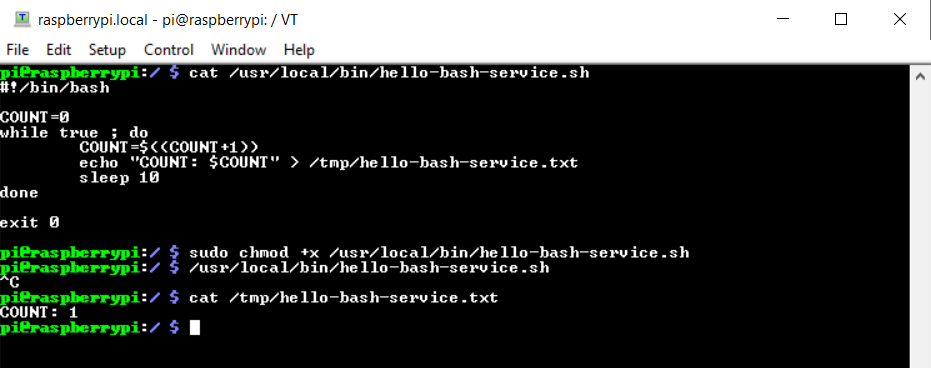 raspberrypi.local - pi@raspberrypi: / VT
File Edit Setup Control Window Help
pi@raspberrypi:/ $ cat /usr/local/bin/hello-bash-service.sh
#!/bin/bash

COUNT=0
while true ; do
        COUNT=$((COUNT+1))
        echo "COUNT: $COUNT" > /tmp/hello-bash-service.txt
        sleep 10
done

exit 0

pi@raspberrypi:/ $ sudo chmod +x /usr/local/bin/hello-bash-service.sh
pi@raspberrypi:/ $ /usr/local/bin/hello-bash-service.sh
^C
pi@raspberrypi:/ $ cat /tmp/hello-bash-service.txt
COUNT: 1
pi@raspberrypi:/ $